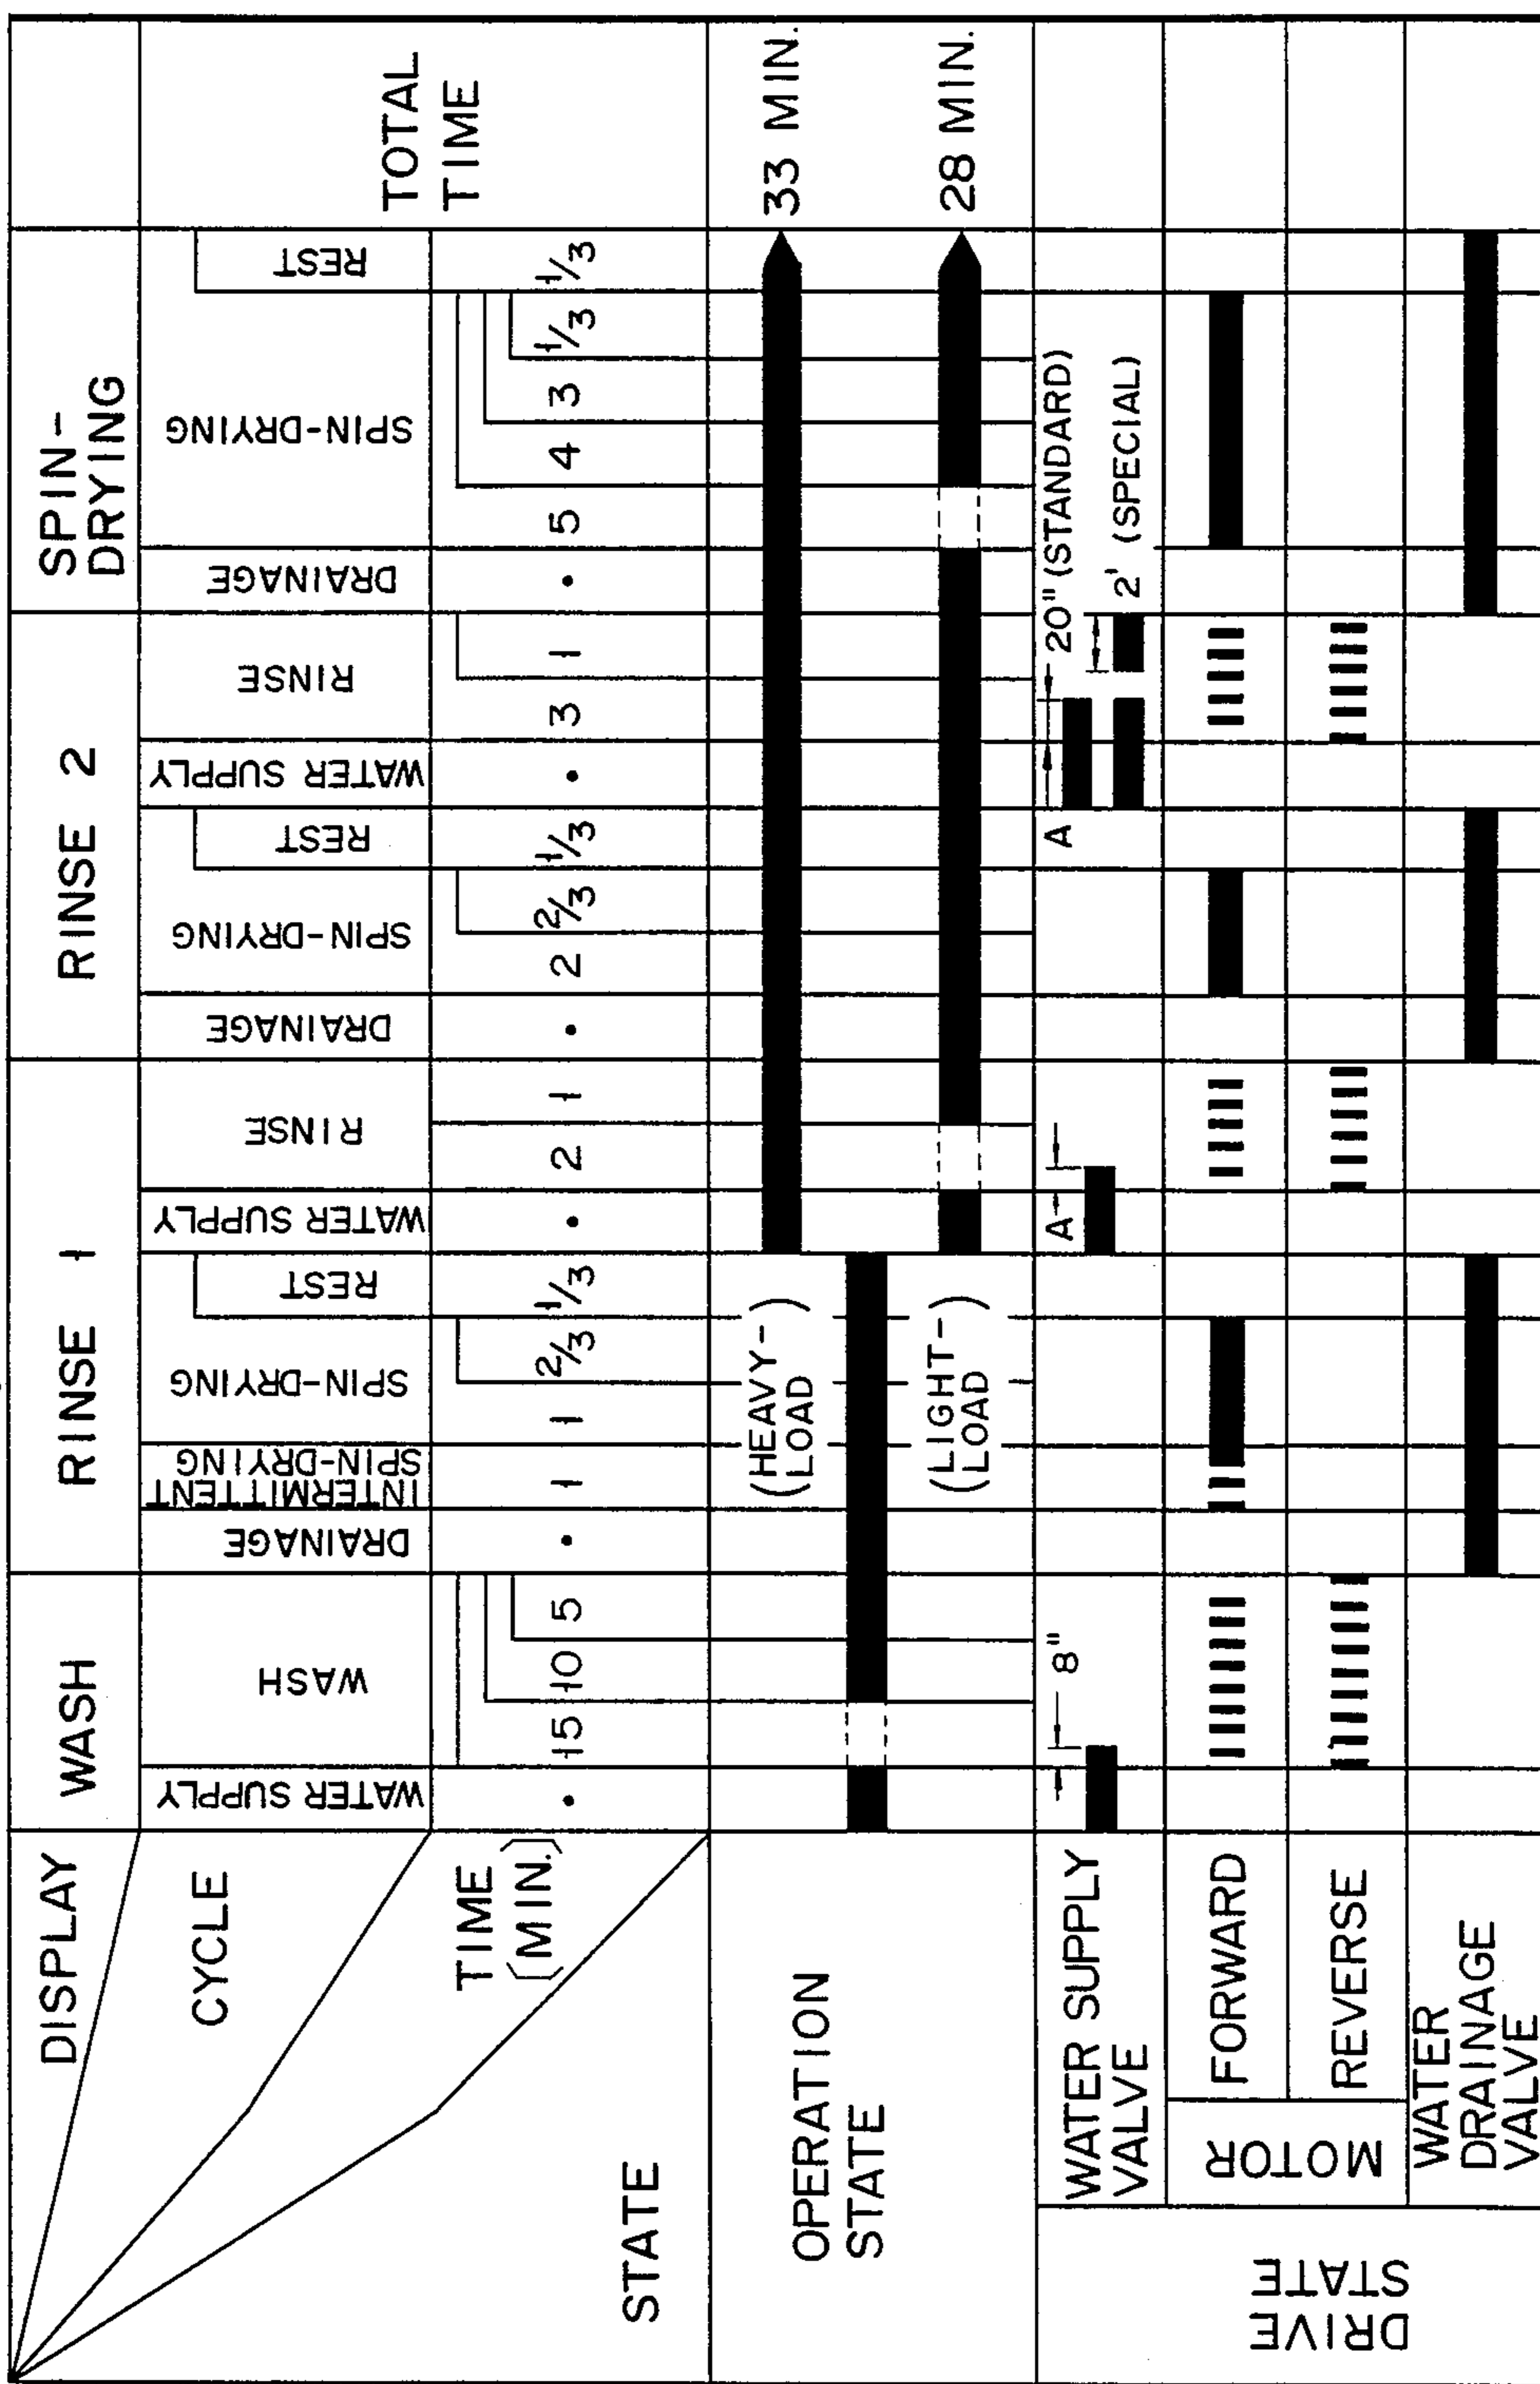 DISPLAY
WASH
RINSE 1
RINSE 2
SPIN-
DRYING
CYCLE
WATER SUPPLY
WASH
DRAINAGE
INTERMITTENT
SPIN-DRYING
SPIN-DRYING
REST
WATER SUPPLY
RINSE
DRAINAGE
SPIN-DRYING
REST
WATER SUPPLY
RINSE
DRAINAGE
SPIN-DRYING
REST
TOTAL
TIME
TIME
(MIN.)
• 15 10 5 • 1 1 2/3 1/3 • 2 1 • 2 2/3 1/3 • 3 1 • 5 4 3 1/3 1/3
STATE
OPERATION
STATE
(HEAVY-)
(LOAD)
33 MIN.
(LIGHT-)
(LOAD)
28 MIN.
DRIVE
STATE
WATER SUPPLY
VALVE
8"
A
A
20" (STANDARD)
2' (SPECIAL)
MOTOR
FORWARD
REVERSE
WATER
DRAINAGE
VALVE